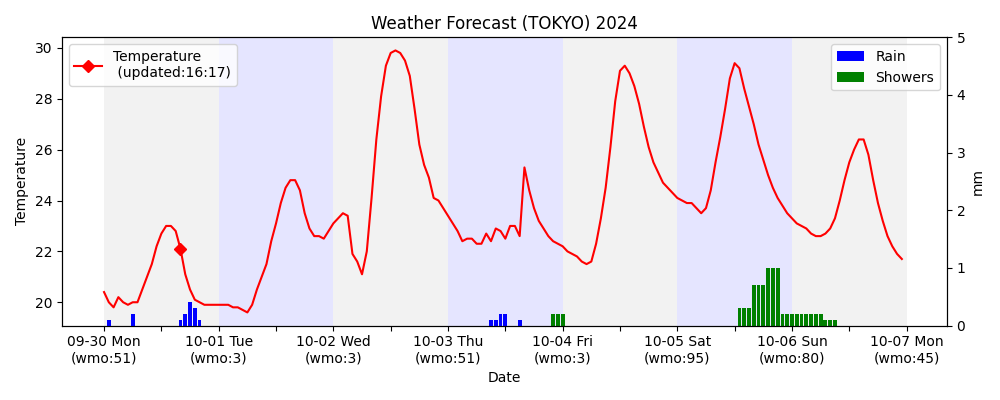 Weather Forecast (TOKYO) 2024
Temperature
(updated:16:17)
Rain
Showers
Temperature
30
28
26
24
22
20
5
4
3
2
1
0
mm
09-30 Mon
(wmo:51)
10-01 Tue
(wmo:3)
10-02 Wed
(wmo:3)
10-03 Thu
(wmo:51)
10-04 Fri
(wmo:3)
10-05 Sat
(wmo:95)
10-06 Sun
(wmo:80)
10-07 Mon
(wmo:45)
Date